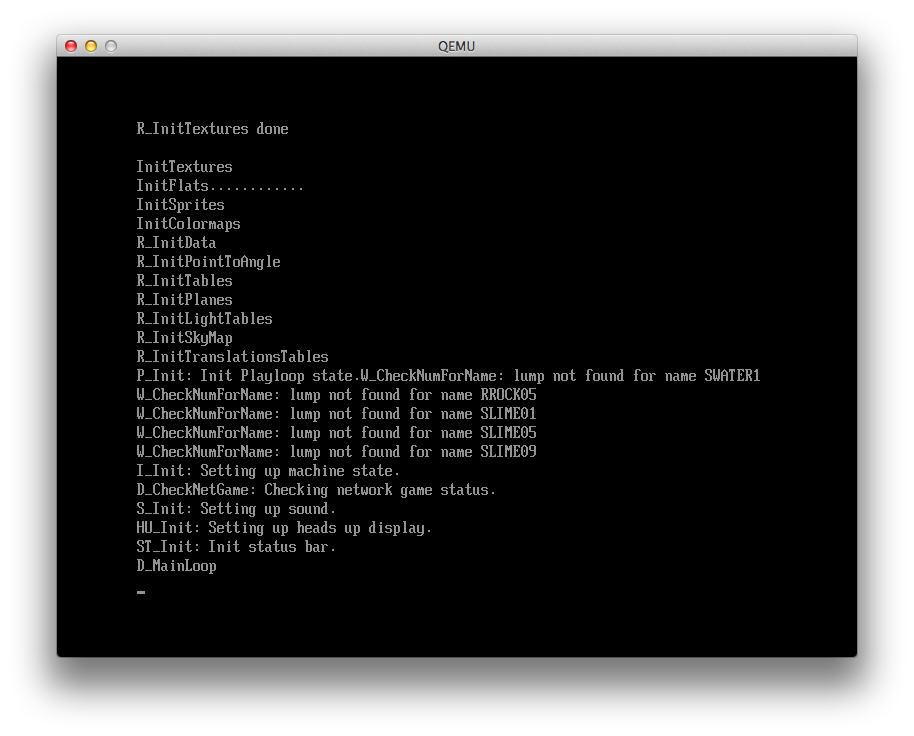 QEMU
R_InitTextures done
InitTextures
InitFlats............
InitSprites
InitColormaps
R_InitData
R_InitPointToAngle
R_InitTables
R_InitPlanes
R_InitLightTables
R_InitSkyMap
R_InitTranslationsTables
P_Init: Init Playloop state.W_CheckNumForName: lump not found for name SWATER1
W_CheckNumForName: lump not found for name RROCK05
W_CheckNumForName: lump not found for name SLIME01
W_CheckNumForName: lump not found for name SLIME05
W_CheckNumForName: lump not found for name SLIME09
I_Init: Setting up machine state.
D_CheckNetGame: Checking network game status.
S_Init: Setting up sound.
HU_Init: Setting up heads up display.
ST_Init: Init status bar.
D_MainLoop